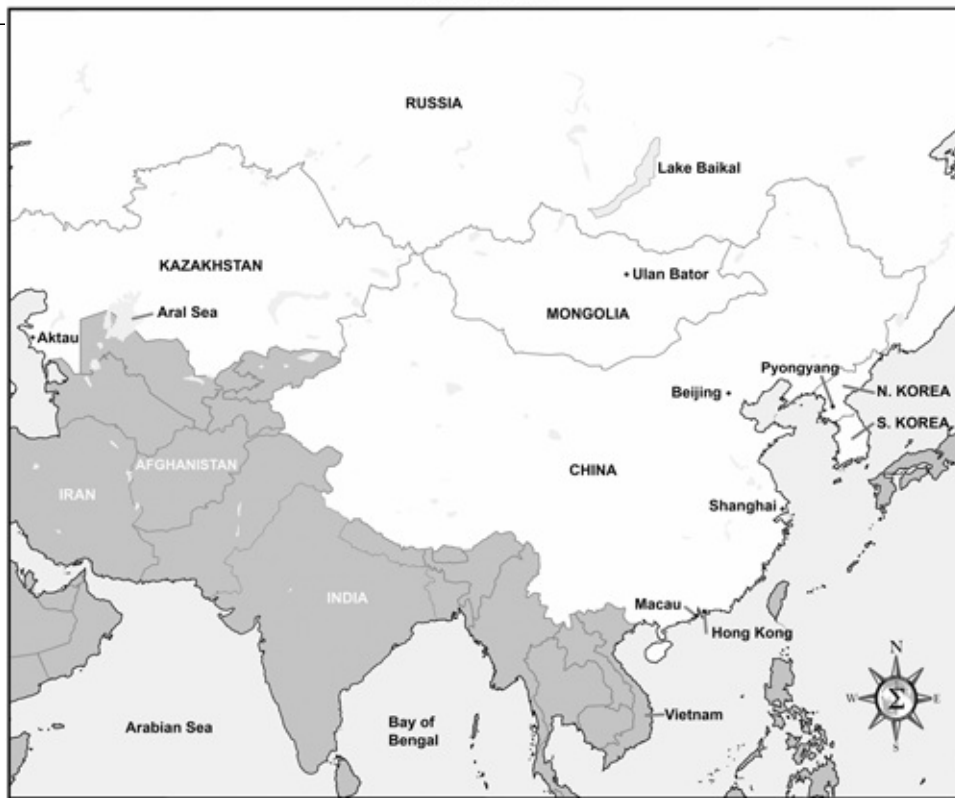 RUSSIA
Lake Baikal
KAZAKHSTAN
Ulan Bator
MONGOLIA
Aral Sea
Aktau
Pyongyang
Beijing
N. KOREA
S. KOREA
AFGHANISTAN
CHINA
IRAN
Shanghai
INDIA
Macau
Hong Kong
N
W
Σ
E
S
Vietnam
Arabian Sea
Bay of
Bengal